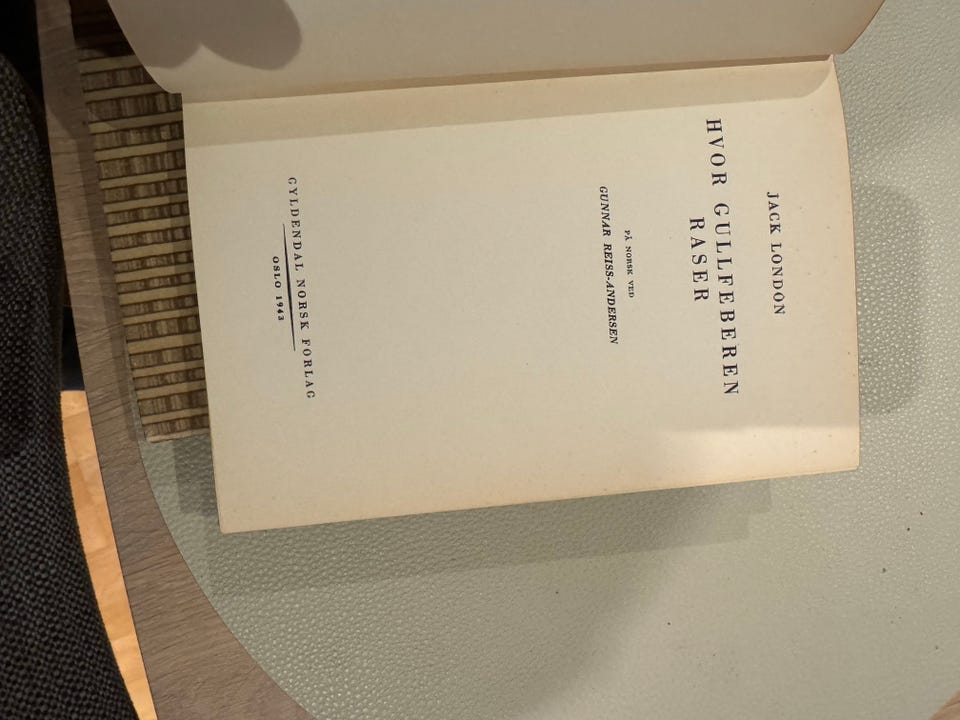 JACK LONDON
HVOR GULLFEBEREN
RASER
PÅ NORSK VED
GUNNAR REISS-ANDERSEN
GYLDENDAL NORSK FORLAG
OSLO 1943